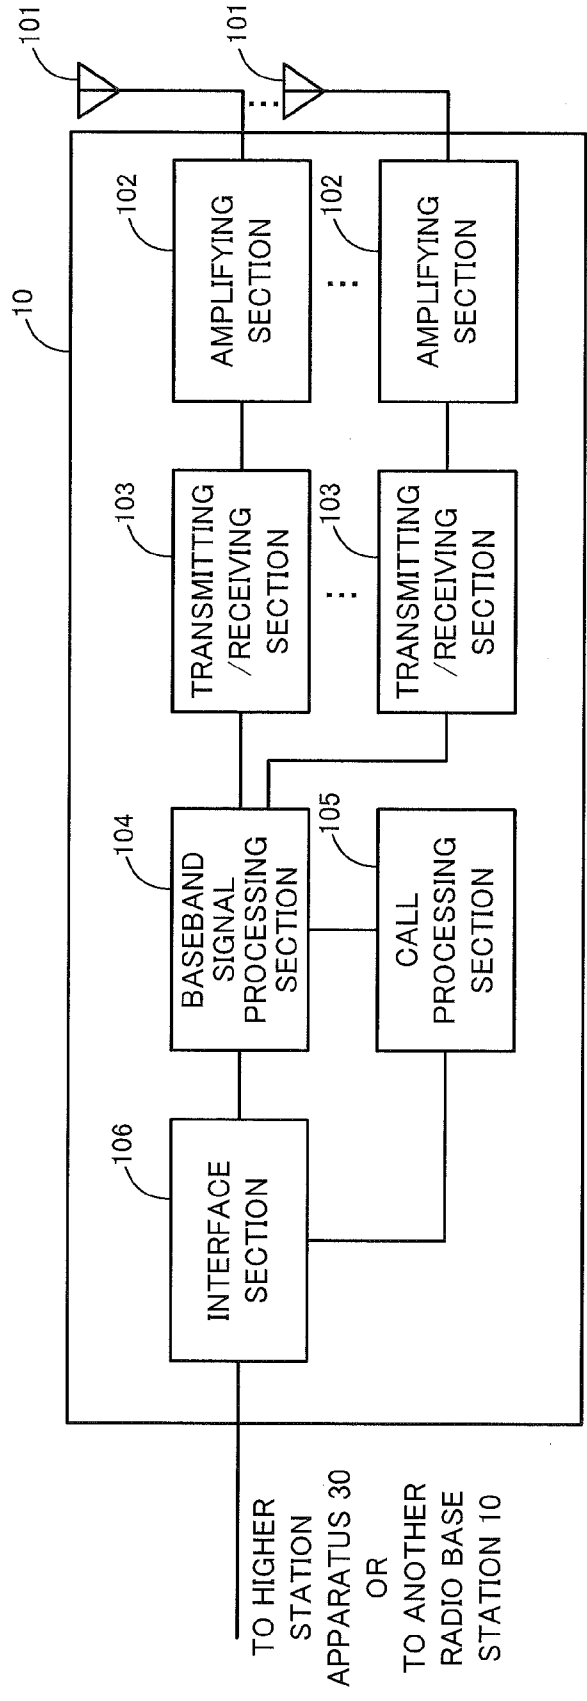 10
101
101
102
AMPLIFYING
SECTION
102
AMPLIFYING
SECTION
103
TRANSMITTING
/RECEIVING
SECTION
103
TRANSMITTING
/RECEIVING
SECTION
104
BASEBAND
SIGNAL
PROCESSING
SECTION
105
CALL
PROCESSING
SECTION
106
INTERFACE
SECTION
TO HIGHER
STATION
APPARATUS 30
OR
TO ANOTHER
RADIO BASE
STATION 10